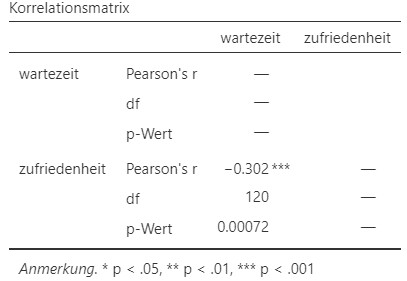 Korrelationsmatrix
wartezeit zufriedenheit
wartezeit Pearson's r — 
df —
p-Wert —
zufriedenheit Pearson's r −0.302 *** —
df 120 —
p-Wert 0.00072 —
Anmerkung. * p < .05, ** p < .01, *** p < .001